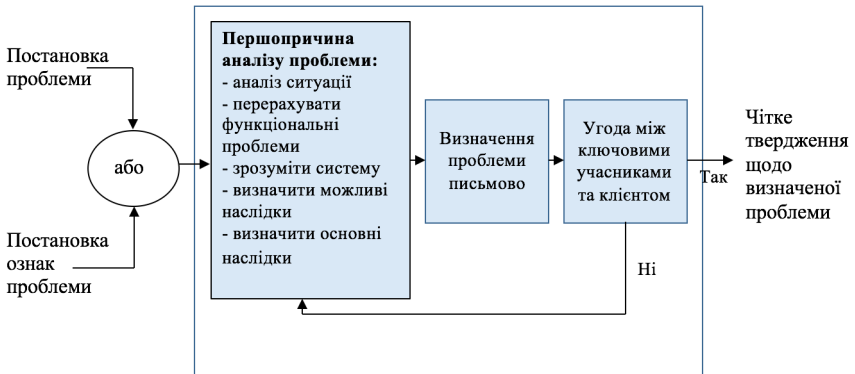 Постановка
проблеми
Постановка
ознак
проблеми
або
Першопричина
аналізу проблеми:
- аналіз ситуації
- перерахувати
функціональні
проблеми
- зрозуміти систему
- визначити можливі
наслідки
- визначити основні
наслідки
Визначення
проблеми
письмово
Угода між
ключовими
учасниками
та клієнтом
Так
Ні
Чітке
твердження
щодо
визначеної
проблеми